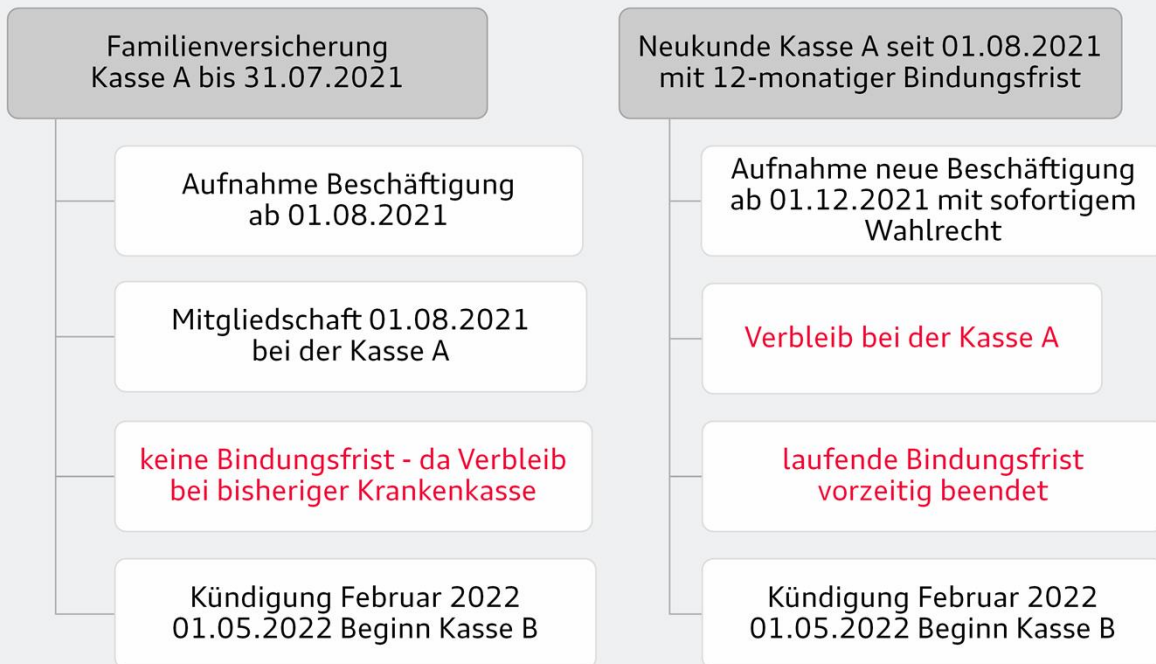 Familienversicherung
Kasse A bis 31.07.2021
Aufnahme Beschäftigung
ab 01.08.2021
Mitgliedschaft 01.08.2021
bei der Kasse A
keine Bindungsfrist - da Verbleib
bei bisheriger Krankenkasse
Kündigung Februar 2022
01.05.2022 Beginn Kasse B
Neukunde Kasse A seit 01.08.2021
mit 12-monatiger Bindungsfrist
Aufnahme neue Beschäftigung
ab 01.12.2021 mit sofortigem
Wahlrecht
Verbleib bei der Kasse A
laufende Bindungsfrist
vorzeitig beendet
Kündigung Februar 2022
01.05.2022 Beginn Kasse B